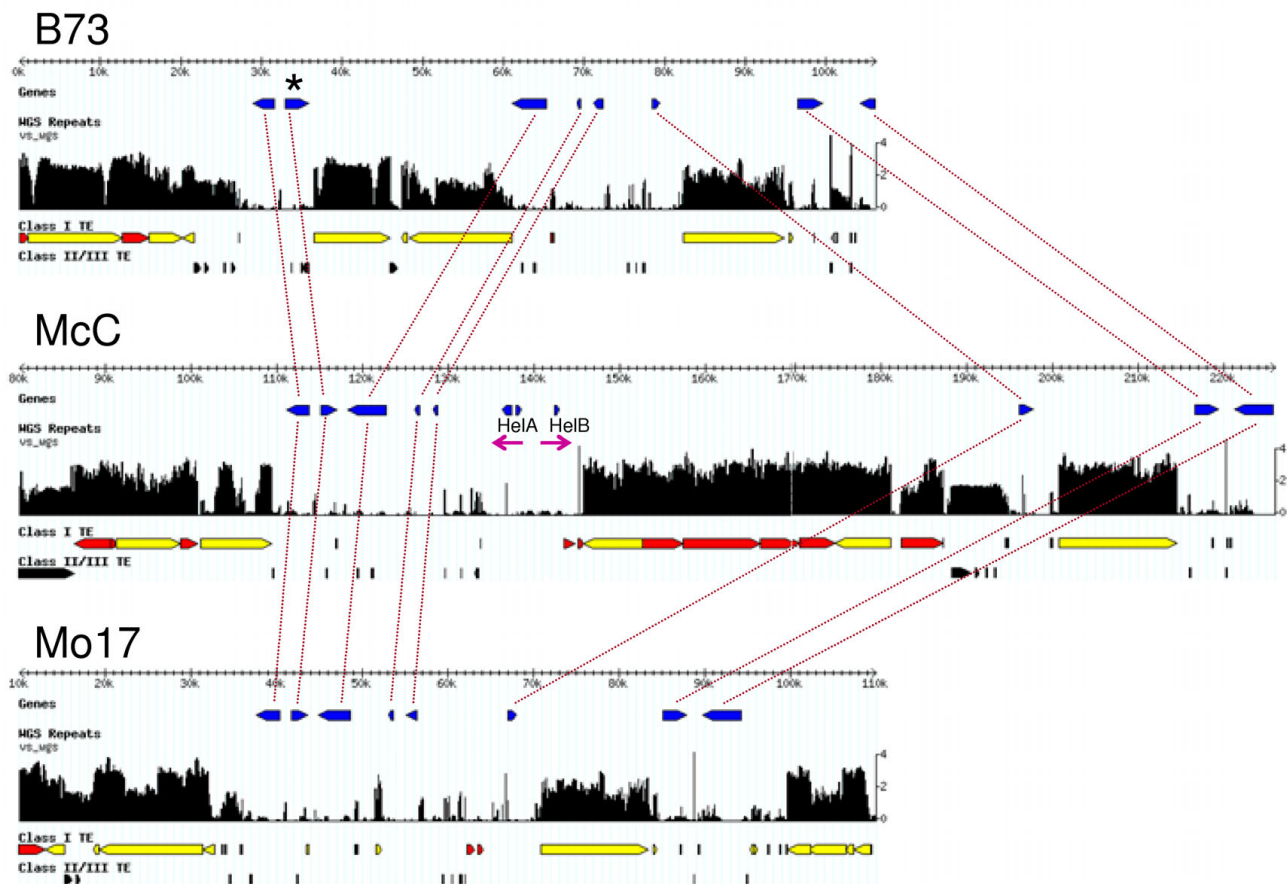 B73
0k 10k 20k 30k 40k 50k 60k 70k 80k 90k 100k
*
Genes
WGS Repeats
vs_wgs
4
2
0
Class I TE
Class II/III TE
McC
80k 90k 100k 110k 120k 130k 140k 150k 160k 170k 180k 190k 200k 210k 220k
Genes
WGS Repeats
vs_wgs
HelA HelB
4
2
0
Class I TE
Class II/III TE
Mo17
10k 20k 30k 40k 50k 60k 70k 80k 90k 100k 110k
Genes
WGS Repeats
vs_wgs
4
2
0
Class I TE
Class II/III TE